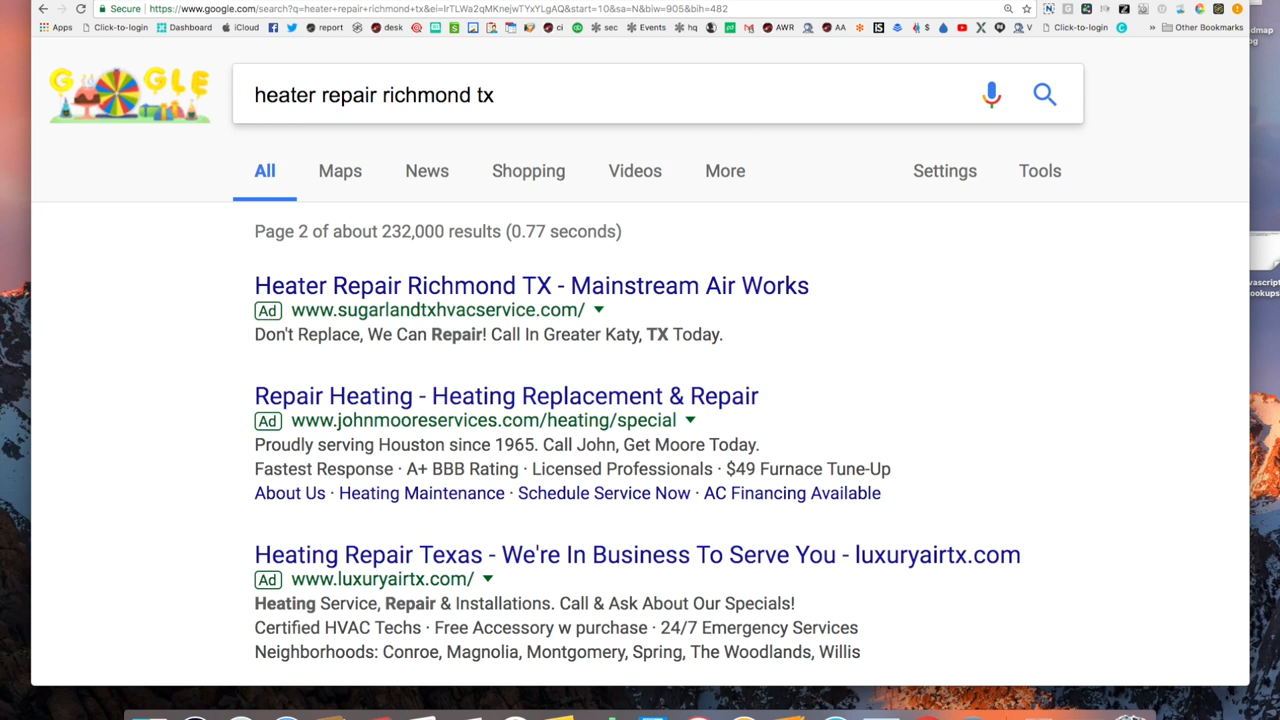 Secure https://www.google.com/search?q=heater+repair+richmond+tx&ei=IrTLWa2qMKnejwTYxYLgAQ&start=10&sa=N&biw=905&bih=482
Apps Click-to-login Dashboard iCloud report desk ci sec Events hq AWR AA $ X V Click-to-login » Other Bookmarks
GOOGLE
heater repair richmond tx
All Maps News Shopping Videos More Settings Tools
Page 2 of about 232,000 results (0.77 seconds)
Heater Repair Richmond TX - Mainstream Air Works
Ad www.sugarlandtxhvacservice.com/
Don't Replace, We Can Repair! Call In Greater Katy, TX Today.
Repair Heating - Heating Replacement & Repair
Ad www.johnmooreservices.com/heating/special
Proudly serving Houston since 1965. Call John, Get Moore Today.
Fastest Response · A+ BBB Rating · Licensed Professionals · $49 Furnace Tune-Up
About Us · Heating Maintenance · Schedule Service Now · AC Financing Available
Heating Repair Texas - We're In Business To Serve You - luxuryairtx.com
Ad www.luxuryairtx.com/
Heating Service, Repair & Installations. Call & Ask About Our Specials!
Certified HVAC Techs · Free Accessory w purchase · 24/7 Emergency Services
Neighborhoods: Conroe, Magnolia, Montgomery, Spring, The Woodlands, Willis